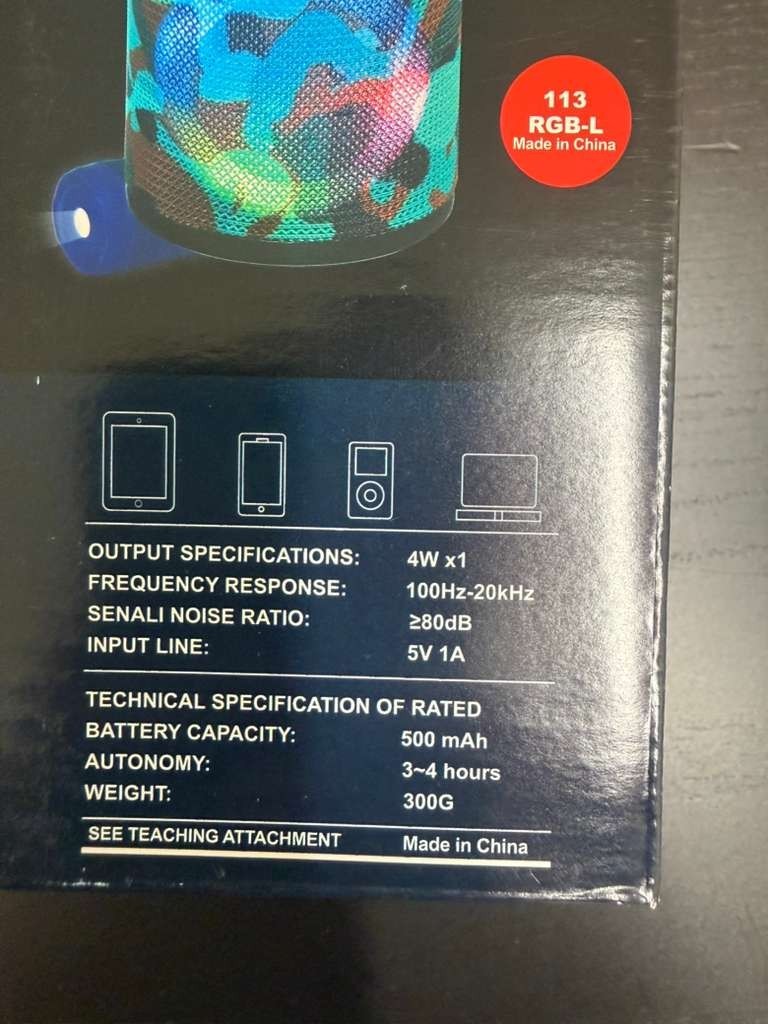 113
RGB-L
Made in China
OUTPUT SPECIFICATIONS: 4W x1
FREQUENCY RESPONSE: 100Hz-20kHz
SENALI NOISE RATIO: ≥80dB
INPUT LINE: 5V 1A
TECHNICAL SPECIFICATION OF RATED
BATTERY CAPACITY: 500 mAh
AUTONOMY: 3~4 hours
WEIGHT: 300G
SEE TEACHING ATTACHMENT Made in China